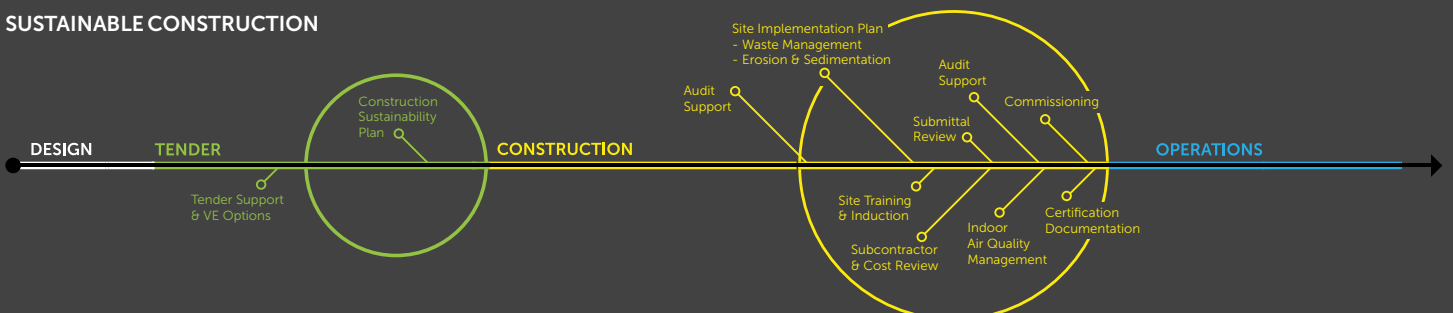 SUSTAINABLE CONSTRUCTION
Site Implementation Plan
- Waste Management
- Erosion & Sedimentation
Audit
Support
Audit
Support
Commissioning
Construction
Sustainability
Plan
Submittal
Review
DESIGN
TENDER
CONSTRUCTION
OPERATIONS
Tender Support
& VE Options
Site Training
& Induction
Subcontractor
& Cost Review
Indoor
Air Quality
Management
Certification
Documentation